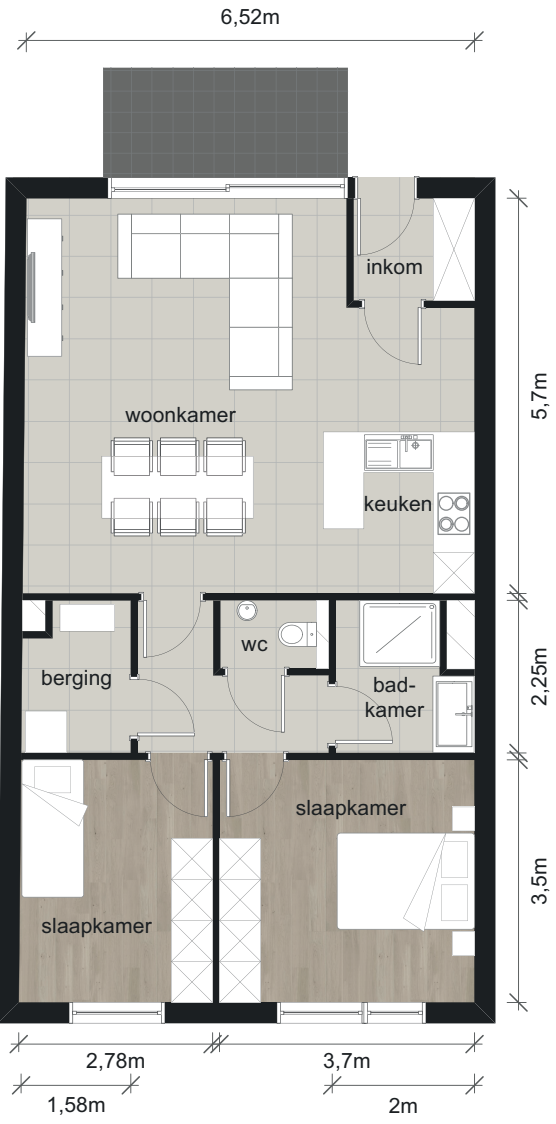 6,52m
inkom
5,7m
woonkamer
keuken
wc
berging
bad-
kamer
2,25m
slaapkamer
3,5m
slaapkamer
2,78m
3,7m
1,58m
2m